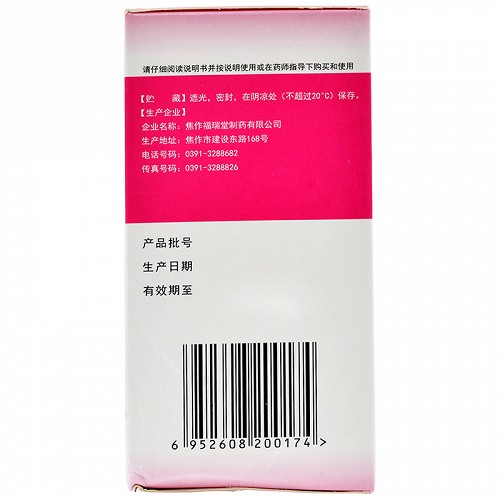 请仔细阅读说明书并按说明使用或在药师指导下购买和使用
【贮　　藏】遮光，密封，在阴凉处（不超过20°C）保存。
【生产企业】
企业名称：焦作福瑞堂制药有限公司
生产地址：焦作市建设东路168号
电话号码：0391-3288682
传真号码：0391-3288826
产品批号
生产日期
有效期至
6 952608 200174>